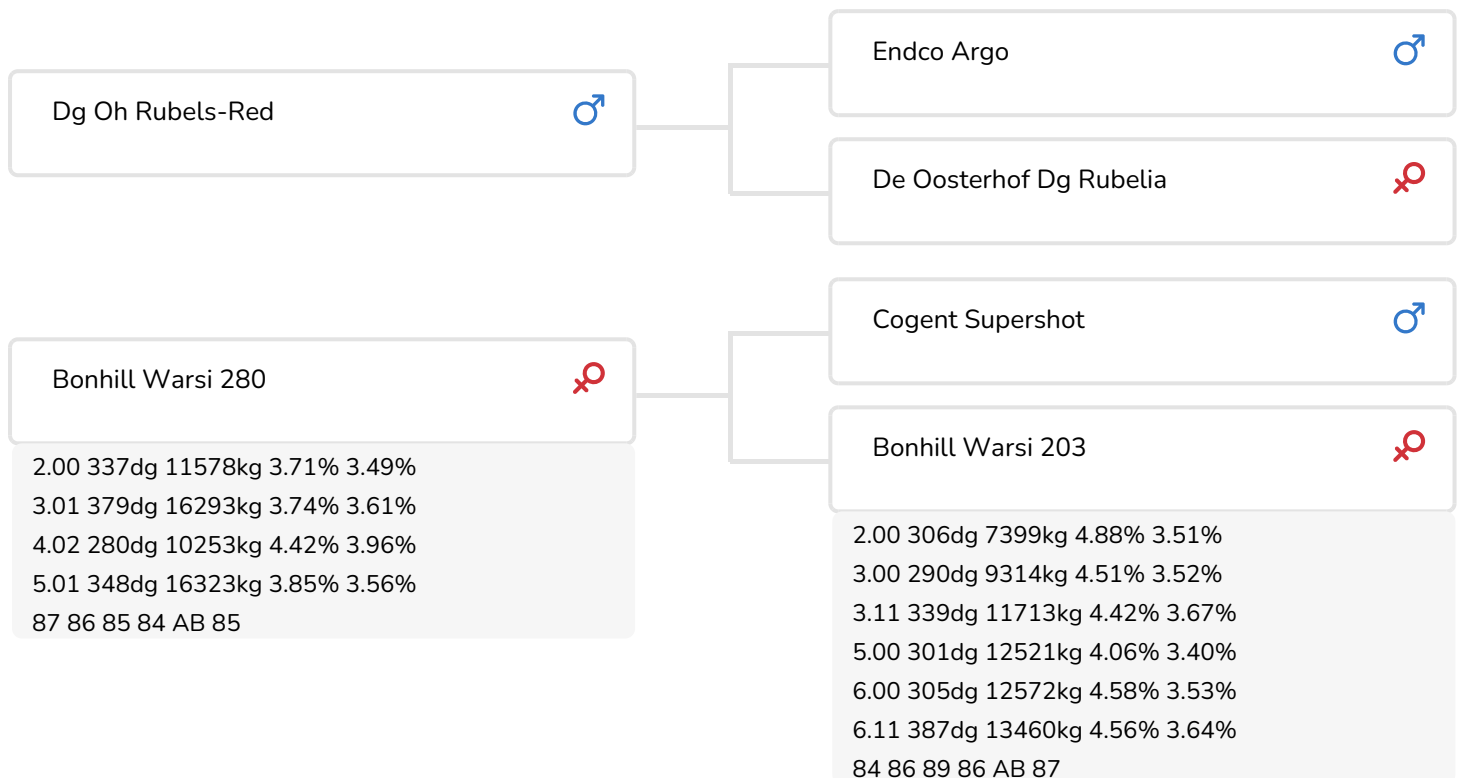 Endco Argo
Dg Oh Rubels-Red
De Oosterhof Dg Rubelia
Cogent Supershot
Bonhill Warsi 280
2.00 337dg 11578kg 3.71% 3.49%
3.01 379dg 16293kg 3.74% 3.61%
4.02 280dg 10253kg 4.42% 3.96%
5.01 348dg 16323kg 3.85% 3.56%
87 86 85 84 AB 85
Bonhill Warsi 203
2.00 306dg 7399kg 4.88% 3.51%
3.00 290dg 9314kg 4.51% 3.52%
3.11 339dg 11713kg 4.42% 3.67%
5.00 301dg 12521kg 4.06% 3.40%
6.00 305dg 12572kg 4.58% 3.53%
6.11 387dg 13460kg 4.56% 3.64%
84 86 89 86 AB 87